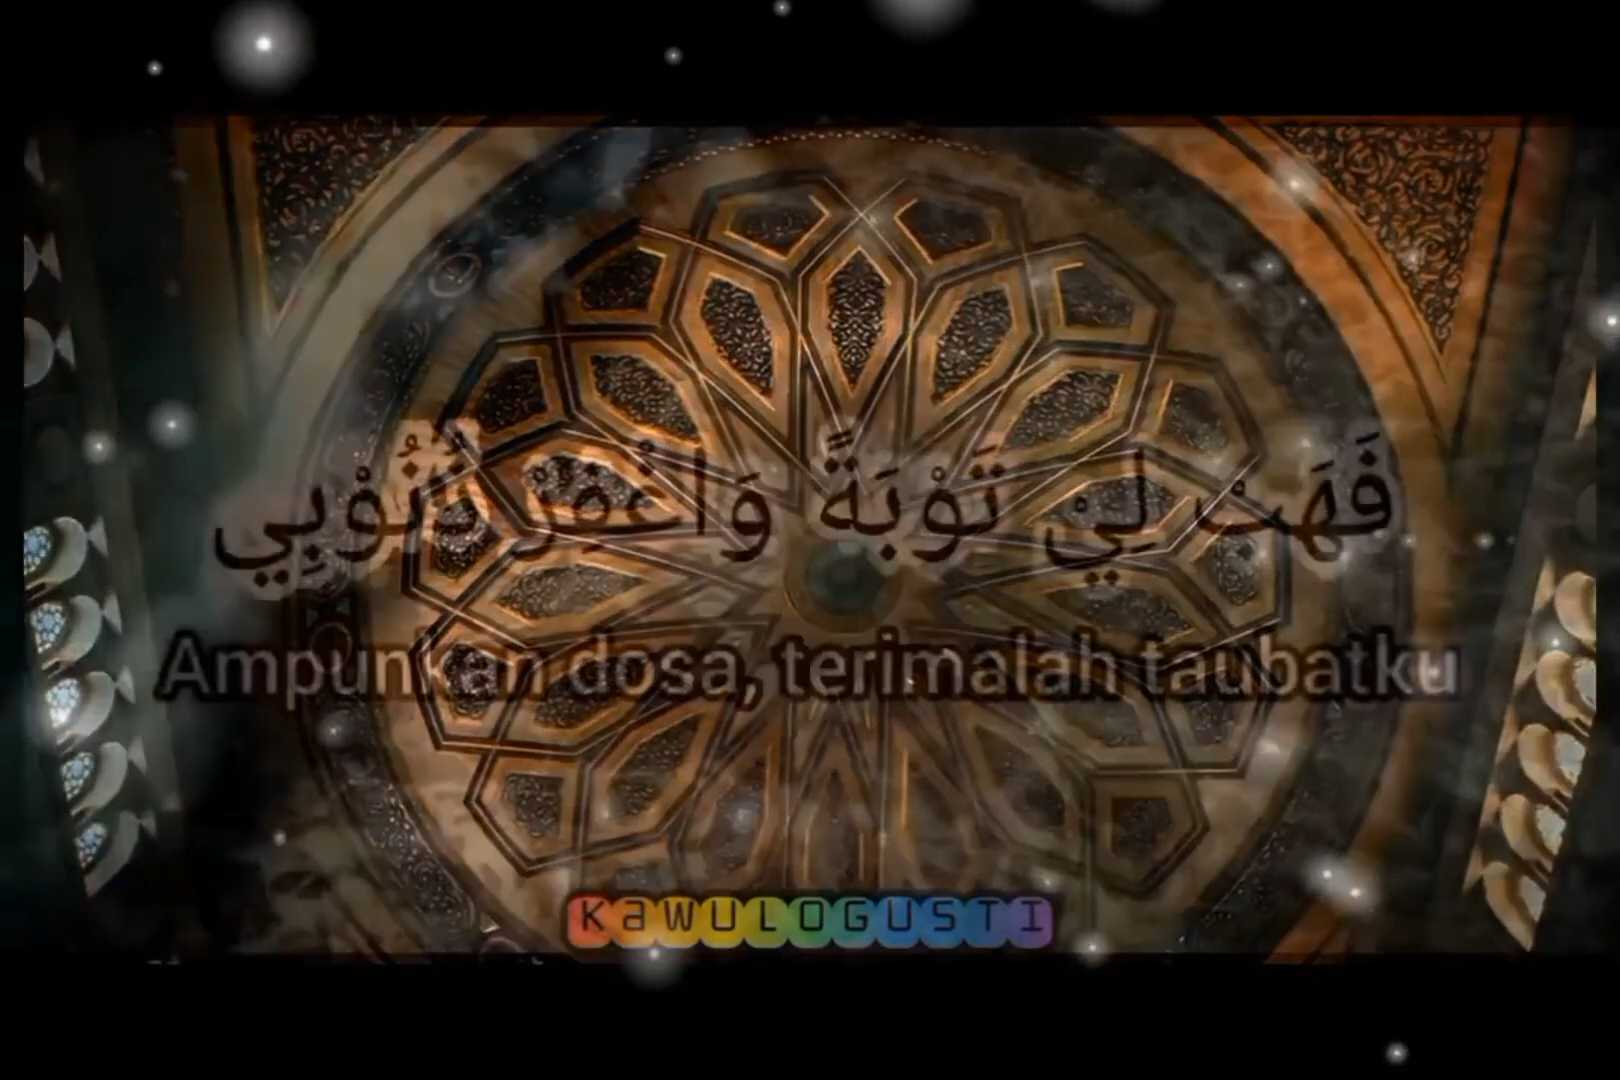 فَهَبْ لِيْ تَوْبَةً وَاغْفِرْ ذُنُوْبِي
Ampunkan dosa, terimalah taubatku
KaWULOGUSTI